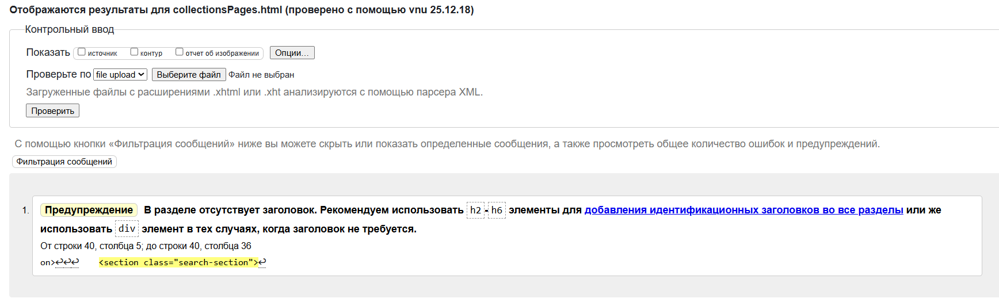 Отображаются результаты для collectionsPages.html (проверено с помощью vnu 25.12.18)
Контрольный ввод
Показать источник контур отчет об изображении Опции...
Проверьте по file upload Выберите файл Файл не выбран
Загруженные файлы с расширениями .xhtml или .xht анализируются с помощью парсера XML.
Проверить
С помощью кнопки «Фильтрация сообщений» ниже вы можете скрыть или показать определенные сообщения, а также просмотреть общее количество ошибок и предупреждений.
Фильтрация сообщений
1. Предупреждение В разделе отсутствует заголовок. Рекомендуем использовать h2-h6 элементы для добавления идентификационных заголовков во все разделы или же
использовать div элемент в тех случаях, когда заголовок не требуется.
От строки 40, столбца 5; до строки 40, столбца 36
on>↩↩↩ <section class="search-section">↩